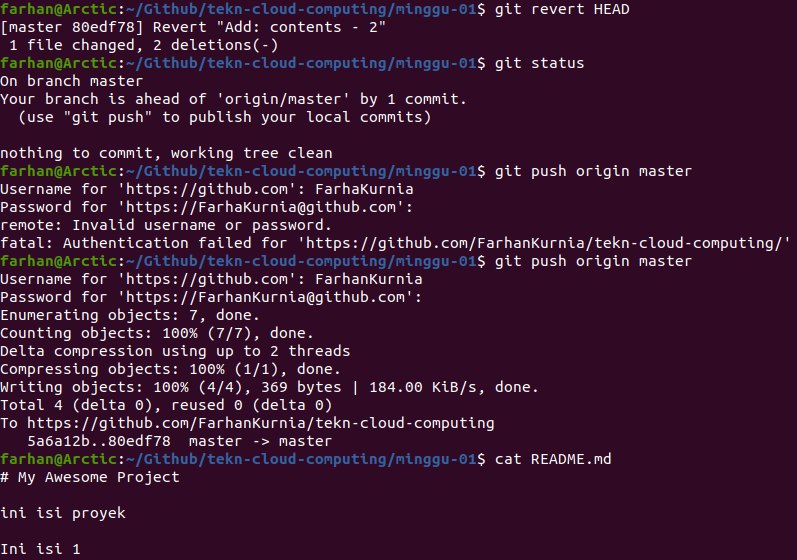 farhan@Arctic:~/Github/tekn-cloud-computing/minggu-01$ git revert HEAD
[master 80edf78] Revert "Add: contents - 2"
 1 file changed, 2 deletions(-)
farhan@Arctic:~/Github/tekn-cloud-computing/minggu-01$ git status
On branch master
Your branch is ahead of 'origin/master' by 1 commit.
  (use "git push" to publish your local commits)

nothing to commit, working tree clean
farhan@Arctic:~/Github/tekn-cloud-computing/minggu-01$ git push origin master
Username for 'https://github.com': FarhaKurnia
Password for 'https://FarhaKurnia@github.com':
remote: Invalid username or password.
fatal: Authentication failed for 'https://github.com/FarhanKurnia/tekn-cloud-computing/'
farhan@Arctic:~/Github/tekn-cloud-computing/minggu-01$ git push origin master
Username for 'https://github.com': FarhanKurnia
Password for 'https://FarhanKurnia@github.com':
Enumerating objects: 7, done.
Counting objects: 100% (7/7), done.
Delta compression using up to 2 threads
Compressing objects: 100% (1/1), done.
Writing objects: 100% (4/4), 369 bytes | 184.00 KiB/s, done.
Total 4 (delta 0), reused 0 (delta 0)
To https://github.com/FarhanKurnia/tekn-cloud-computing
   5a6a12b..80edf78  master -> master
farhan@Arctic:~/Github/tekn-cloud-computing/minggu-01$ cat README.md
# My Awesome Project

ini isi proyek

Ini isi 1